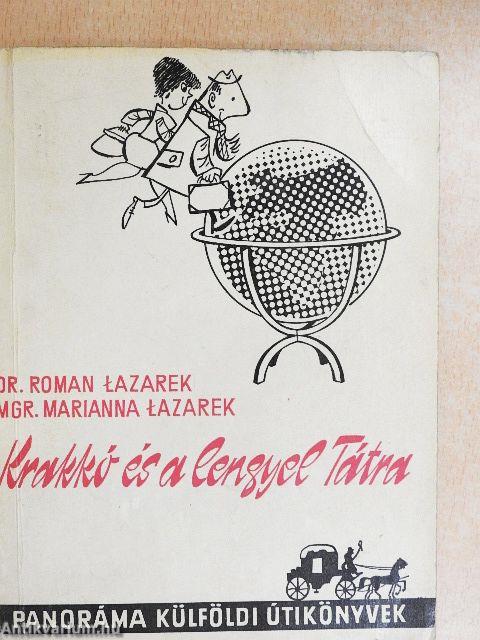 DR. ROMAN ŁAZAREK
MGR. MARIANNA ŁAZAREK
Krakkó és a lengyel Tátra
PANORÁMA KÜLFÖLDI ÚTIKÖNYVEK